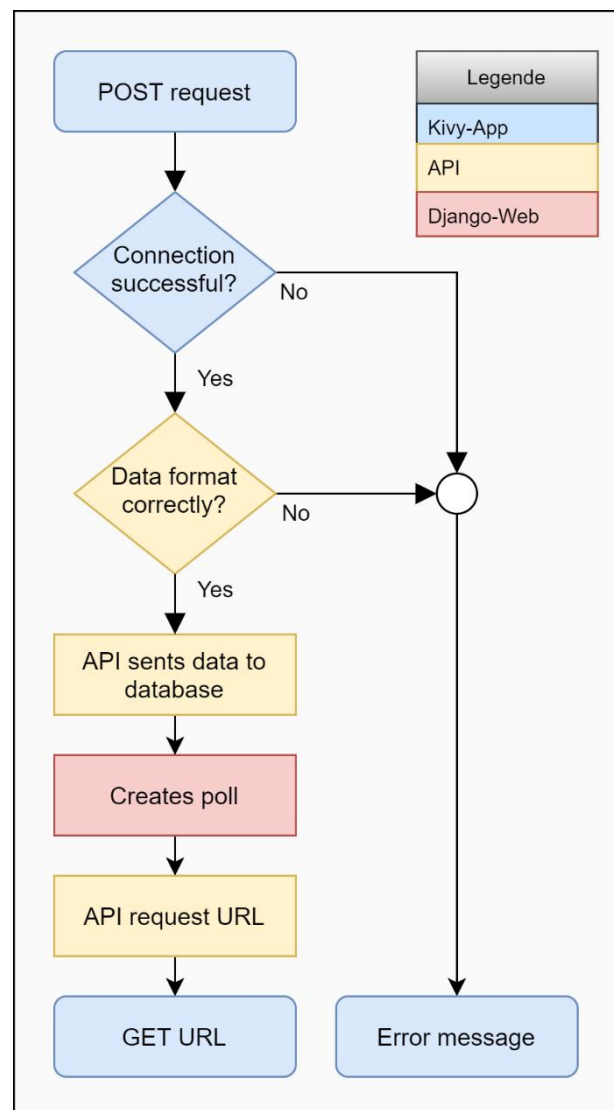 POST request
Legende
Kivy-App
API
Django-Web
Connection
successful?
No
Yes
Data format
correctly?
No
Yes
API sents data to
database
Creates poll
API request URL
GET URL
Error message